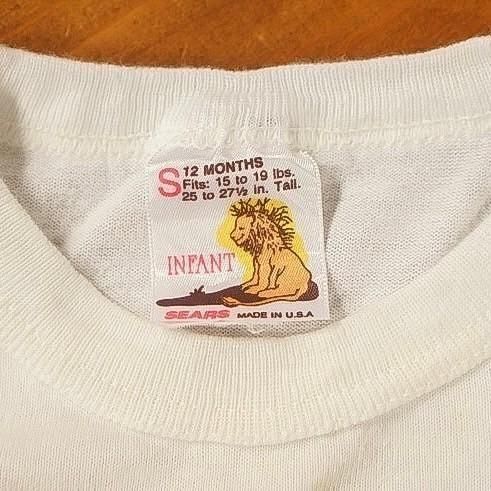 S 12 MONTHS
Fits: 15 to 19 lbs.
25 to 27½ in. Tall.
INFANT
SEARS MADE IN U.S.A